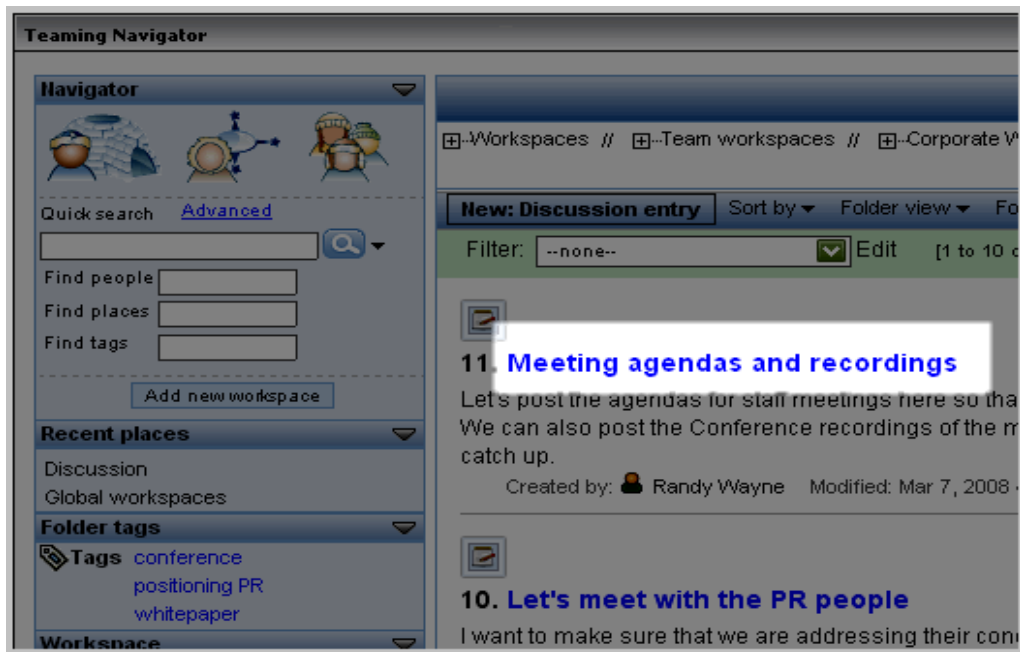 Teaming Navigator
Navigator
Quick search Advanced
Find people
Find places
Find tags
Add new workspace
Recent places
Discussion
Global workspaces
Folder tags
Tags conference
positioning PR
whitepaper
Workspace
Workspaces // Team workspaces // Corporate
New: Discussion entry Sort by Folder view Fo
Filter: --none-- Edit [1 to 10
11. Meeting agendas and recordings
Let's post the agendas for staff meetings here so tha
We can also post the Conference recordings of the m
catch up.
Created by: Randy Wayne Modified: Mar 7, 2008
10. Let's meet with the PR people
I want to make sure that we are addressing their con